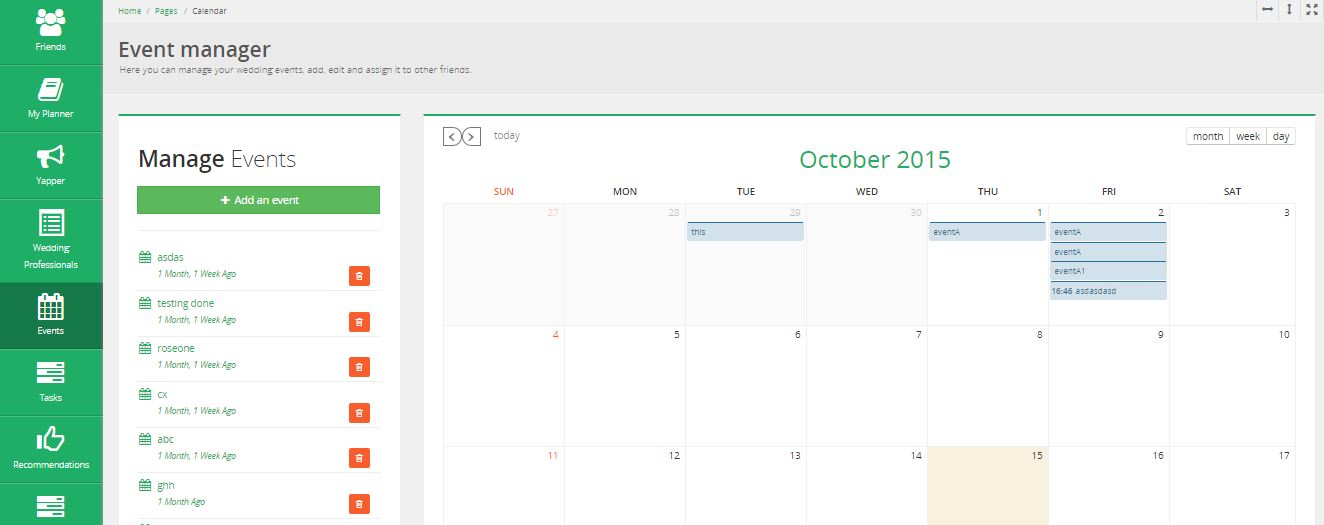 Home / Pages / Calendar
Friends
My Planner
Yapper
Wedding
Professionals
Events
Tasks
Recommendations
Event manager
Here you can manage your wedding events, add, edit and assign it to other friends.
Manage Events
+ Add an event
asdas
1 Month, 1 Week Ago
testing done
1 Month, 1 Week Ago
roseone
1 Month, 1 Week Ago
cx
1 Month, 1 Week Ago
abc
1 Month, 1 Week Ago
ghh
1 Month Ago
today
month week day
October 2015
SUN MON TUE WED THU FRI SAT
27 28 29 30 1 2 3
this eventA eventA
eventA
eventA1
16:46 asdasdasd
4 5 6 7 8 9 10
11 12 13 14 15 16 17